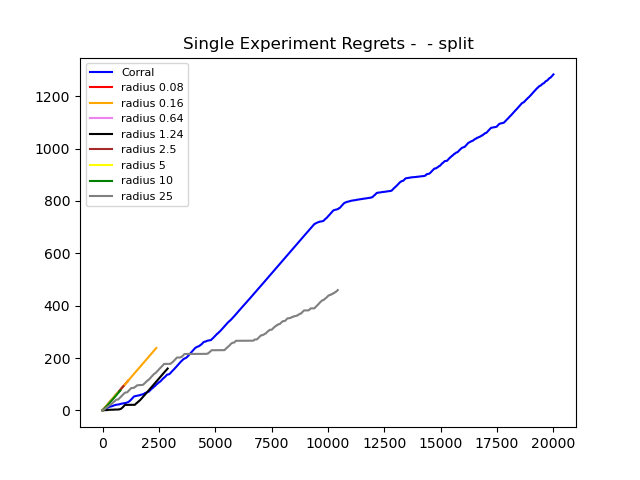 Single Experiment Regrets -  - split
Corral
radius 0.08
radius 0.16
radius 0.64
radius 1.24
radius 2.5
radius 5
radius 10
radius 25
1200
1000
800
600
400
200
0
0 2500 5000 7500 10000 12500 15000 17500 20000